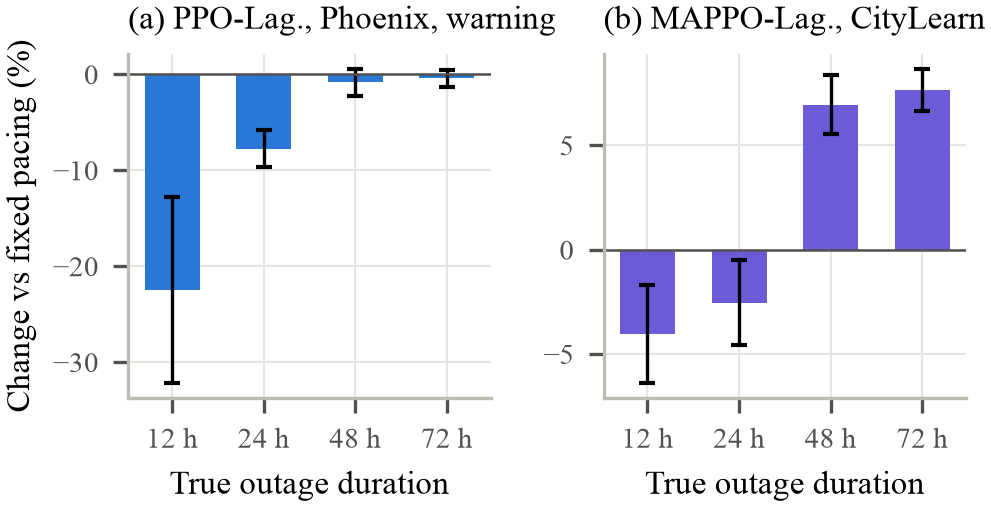 (a) PPO-Lag., Phoenix, warning
(b) MAPPO-Lag., CityLearn
Change vs fixed pacing (%)
0
−10
−20
−30
12 h 24 h 48 h 72 h
True outage duration
5
0
−5
12 h 24 h 48 h 72 h
True outage duration